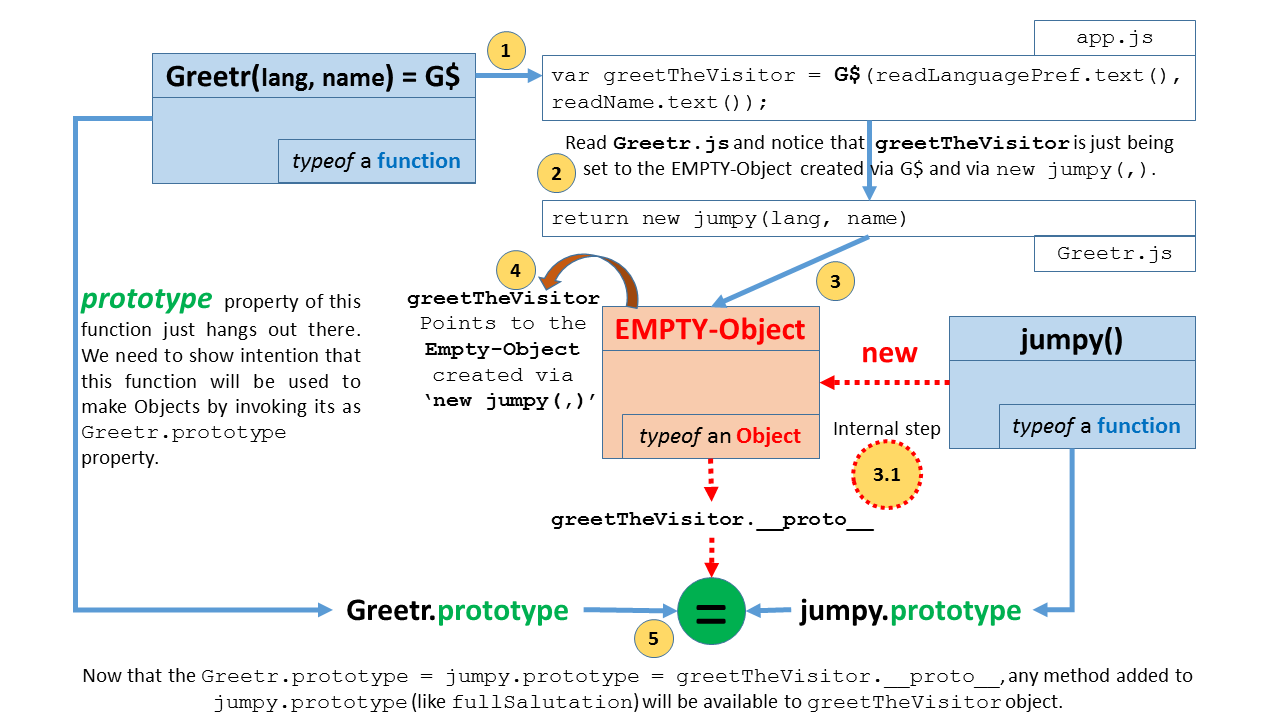 app.js
1
Greetr(lang, name) = G$
typeof a function
var greetTheVisitor = G$(readLanguagePref.text(),
readName.text());
Read Greetr.js and notice that greetTheVisitor is just being
set to the EMPTY-Object created via G$ and via new jumpy(,).
2
return new jumpy(lang, name)
Greetr.js
3
4
greetTheVisitor
Points to the
Empty-Object
created via
‘new jumpy(,)’
prototype property of this
function just hangs out there.
We need to show intention that
this function will be used to
make Objects by invoking its as
Greetr.prototype
property.
EMPTY-Object
typeof an Object
new
jumpy()
typeof a function
Internal step
3.1
greetTheVisitor.__proto__
Greetr.prototype
=
jumpy.prototype
5
Now that the Greetr.prototype = jumpy.prototype = greetTheVisitor.__proto__, any method added to
jumpy.prototype (like fullSalutation) will be available to greetTheVisitor object.